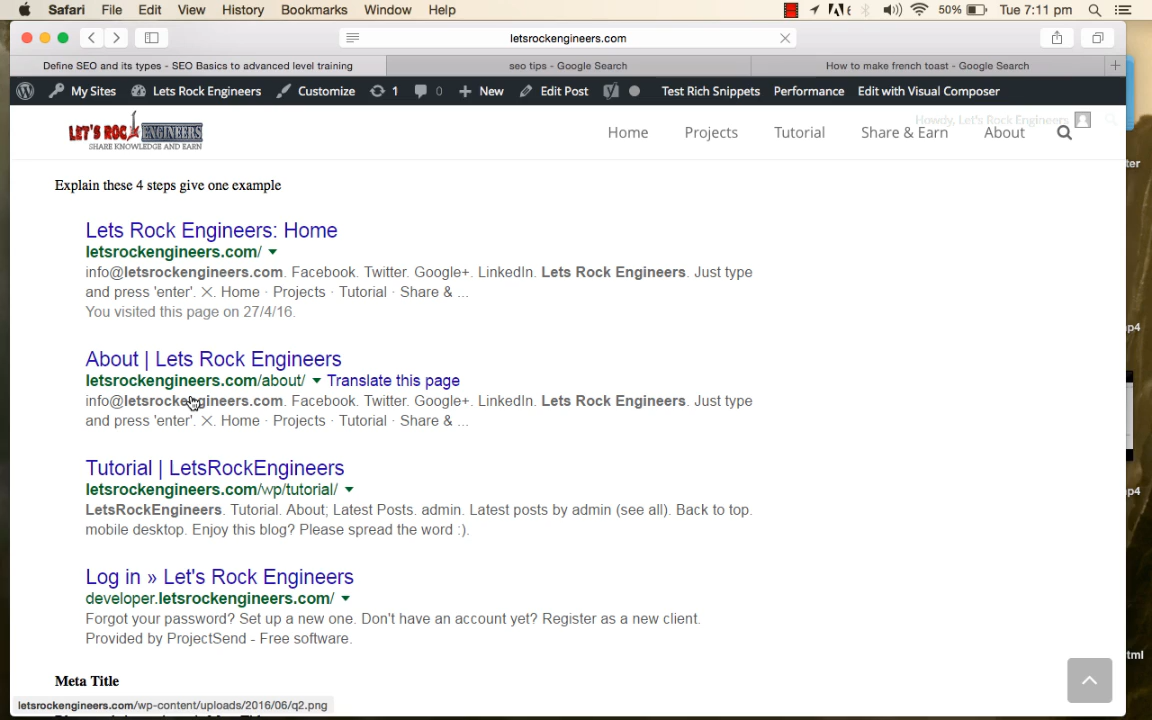 Safari File Edit View History Bookmarks Window Help 50% Tue 7:11 pm
letsrockengineers.com
Define SEO and its types - SEO Basics to advanced level training
seo tips - Google Search
How to make french toast - Google Search
My Sites Lets Rock Engineers Customize 1 0 New Edit Post Test Rich Snippets Performance Edit with Visual Composer
Howdy, Let's Rock Engineers
LET'S ROCK ENGINEERS
SHARE KNOWLEDGE AND EARN
Home Projects Tutorial Share & Earn About
Explain these 4 steps give one example
Lets Rock Engineers: Home
letsrockengineers.com/
info@letsrockengineers.com. Facebook. Twitter. Google+. LinkedIn. Lets Rock Engineers. Just type
and press 'enter'. ✕. Home · Projects · Tutorial · Share & ...
You visited this page on 27/4/16.
About | Lets Rock Engineers
letsrockengineers.com/about/ Translate this page
info@letsrockengineers.com. Facebook. Twitter. Google+. LinkedIn. Lets Rock Engineers. Just type
and press 'enter'. ✕. Home · Projects · Tutorial · Share & ...
Tutorial | LetsRockEngineers
letsrockengineers.com/wp/tutorial/
LetsRockEngineers. Tutorial. About; Latest Posts. admin. Latest posts by admin (see all). Back to top.
mobile desktop. Enjoy this blog? Please spread the word :).
Log in » Let's Rock Engineers
developer.letsrockengineers.com/
Forgot your password? Set up a new one. Don't have an account yet? Register as a new client.
Provided by ProjectSend - Free software.
Meta Title
letsrockengineers.com/wp-content/uploads/2016/06/q2.png